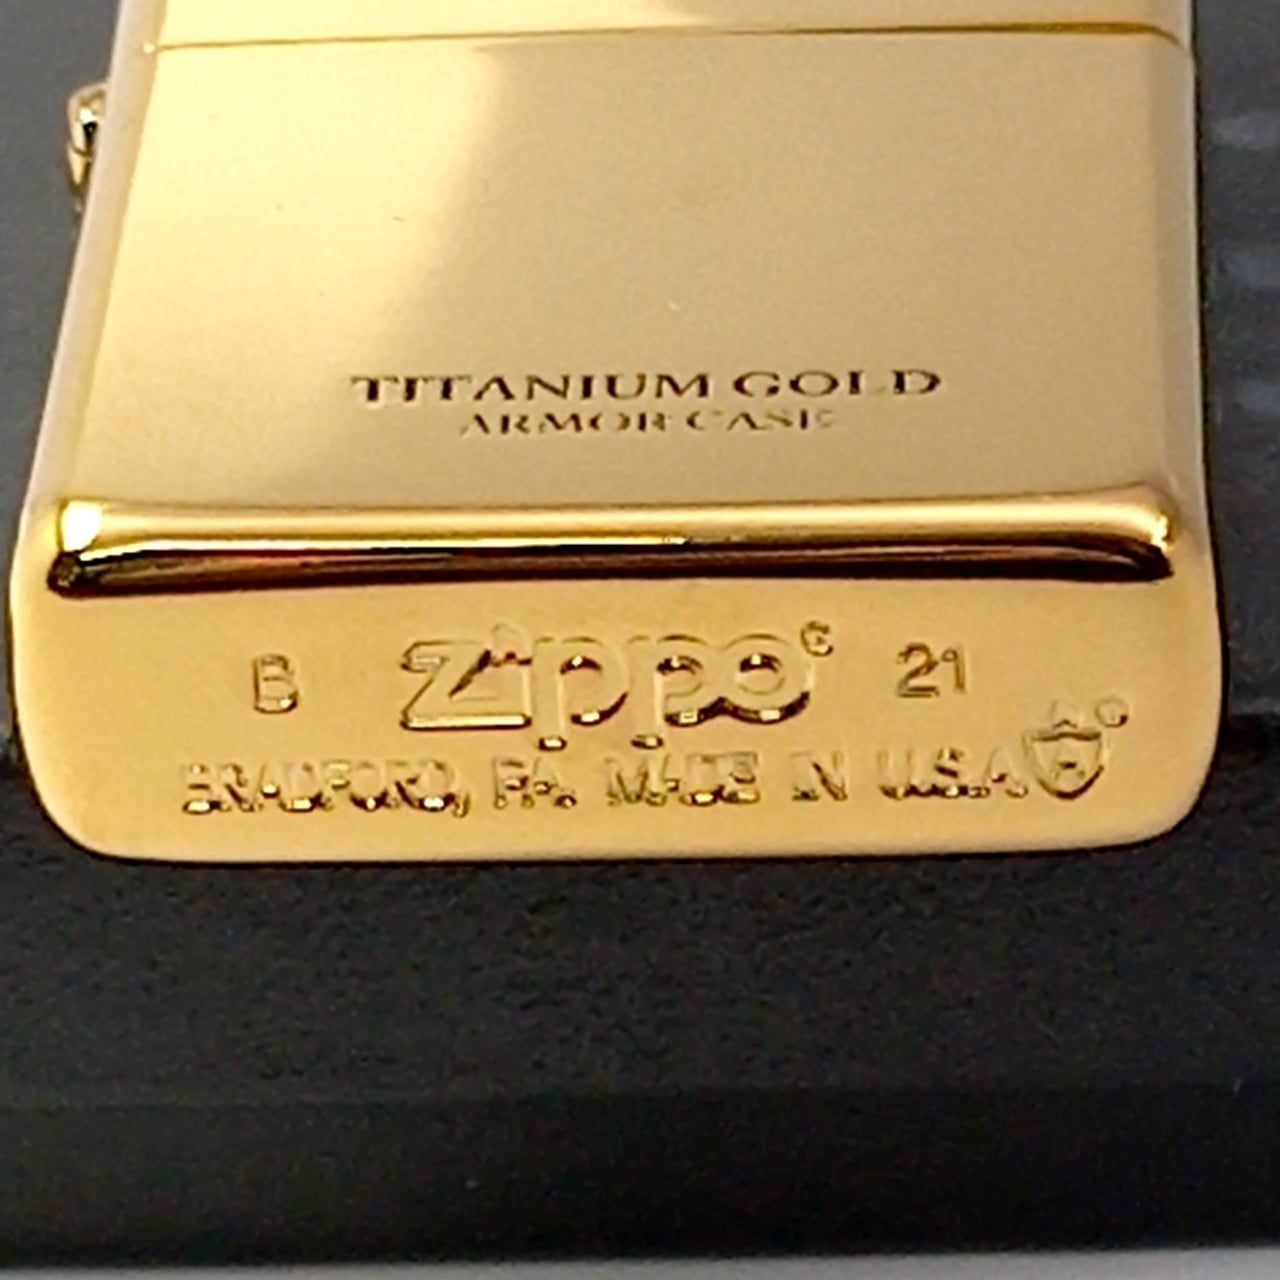 TITANIUM GOLD
ARMOR CASE
B Zippo® 21
BRADFORD, PA. MADE IN U.S.A.